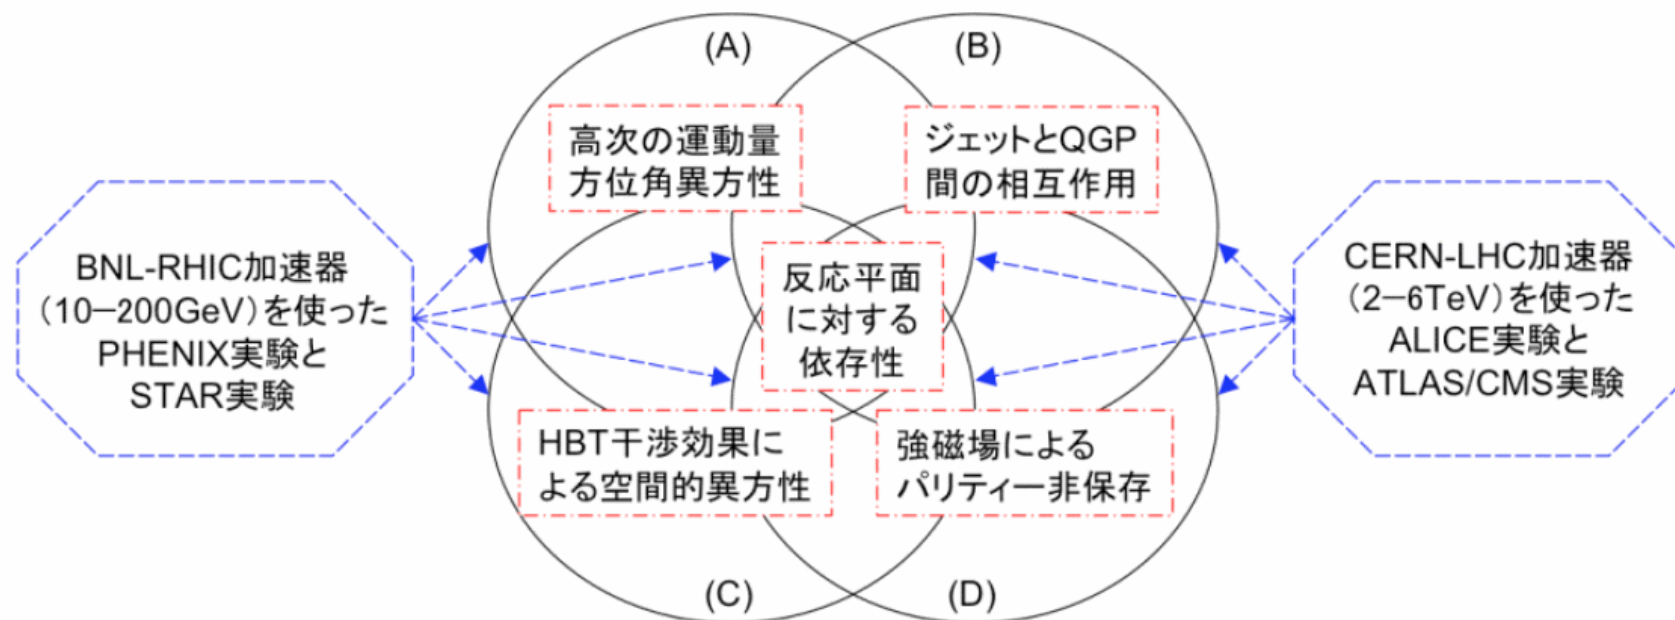 (A)
(B)
高次の運動量
方位角異方性
ジェットとQGP
間の相互作用
BNL-RHIC加速器
(10−200GeV)を使った
PHENIX実験と
STAR実験
反応平面
に対する
依存性
CERN-LHC加速器
(2−6TeV)を使った
ALICE実験と
ATLAS/CMS実験
HBT干渉効果に
よる空間的異方性
強磁場による
パリティー非保存
(C)
(D)